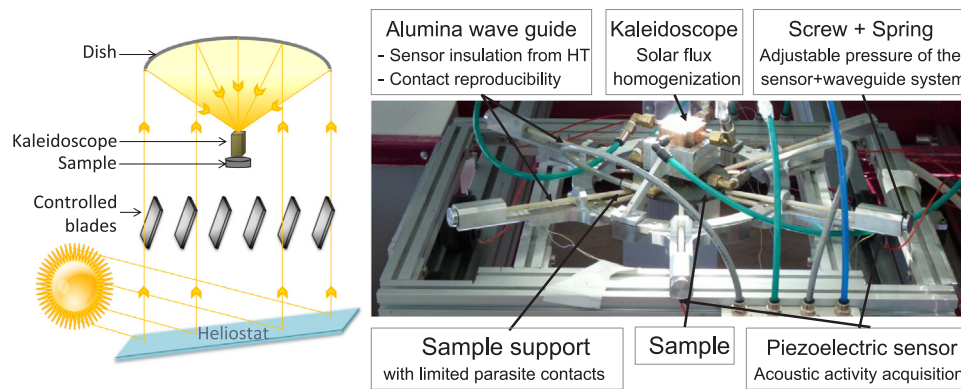 Dish
Kaleidoscope
Sample
Controlled
blades
Heliostat
Alumina wave guide
- Sensor insulation from HT
- Contact reproducibility
Kaleidoscope
Solar flux
homogenization
Screw + Spring
Adjustable pressure of the
sensor+waveguide system
Sample support
with limited parasite contacts
Sample
Piezoelectric sensor
Acoustic activity acquisition